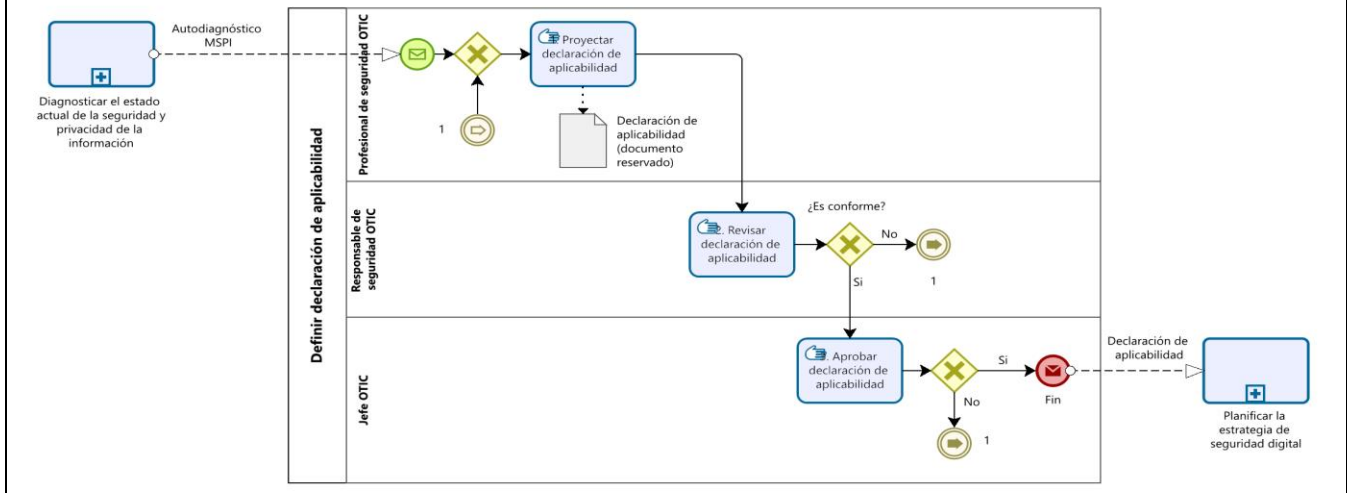 Autodiagnóstico
MSPI
Diagnosticar el estado
actual de la seguridad y
privacidad de la
información
Definir declaración de aplicabilidad
Profesional de seguridad OTIC
1
Proyectar
declaración de
aplicabilidad
Declaración de
aplicabilidad
(documento
reservado)
Responsable de
seguridad OTIC
2. Revisar
declaración de
aplicabilidad
¿Es conforme?
No
1
Si
Jefe OTIC
. Aprobar
declaración de
aplicabilidad
Si
No
1
Fin
Declaración de
aplicabilidad
Planificar la
estrategia de
seguridad digital